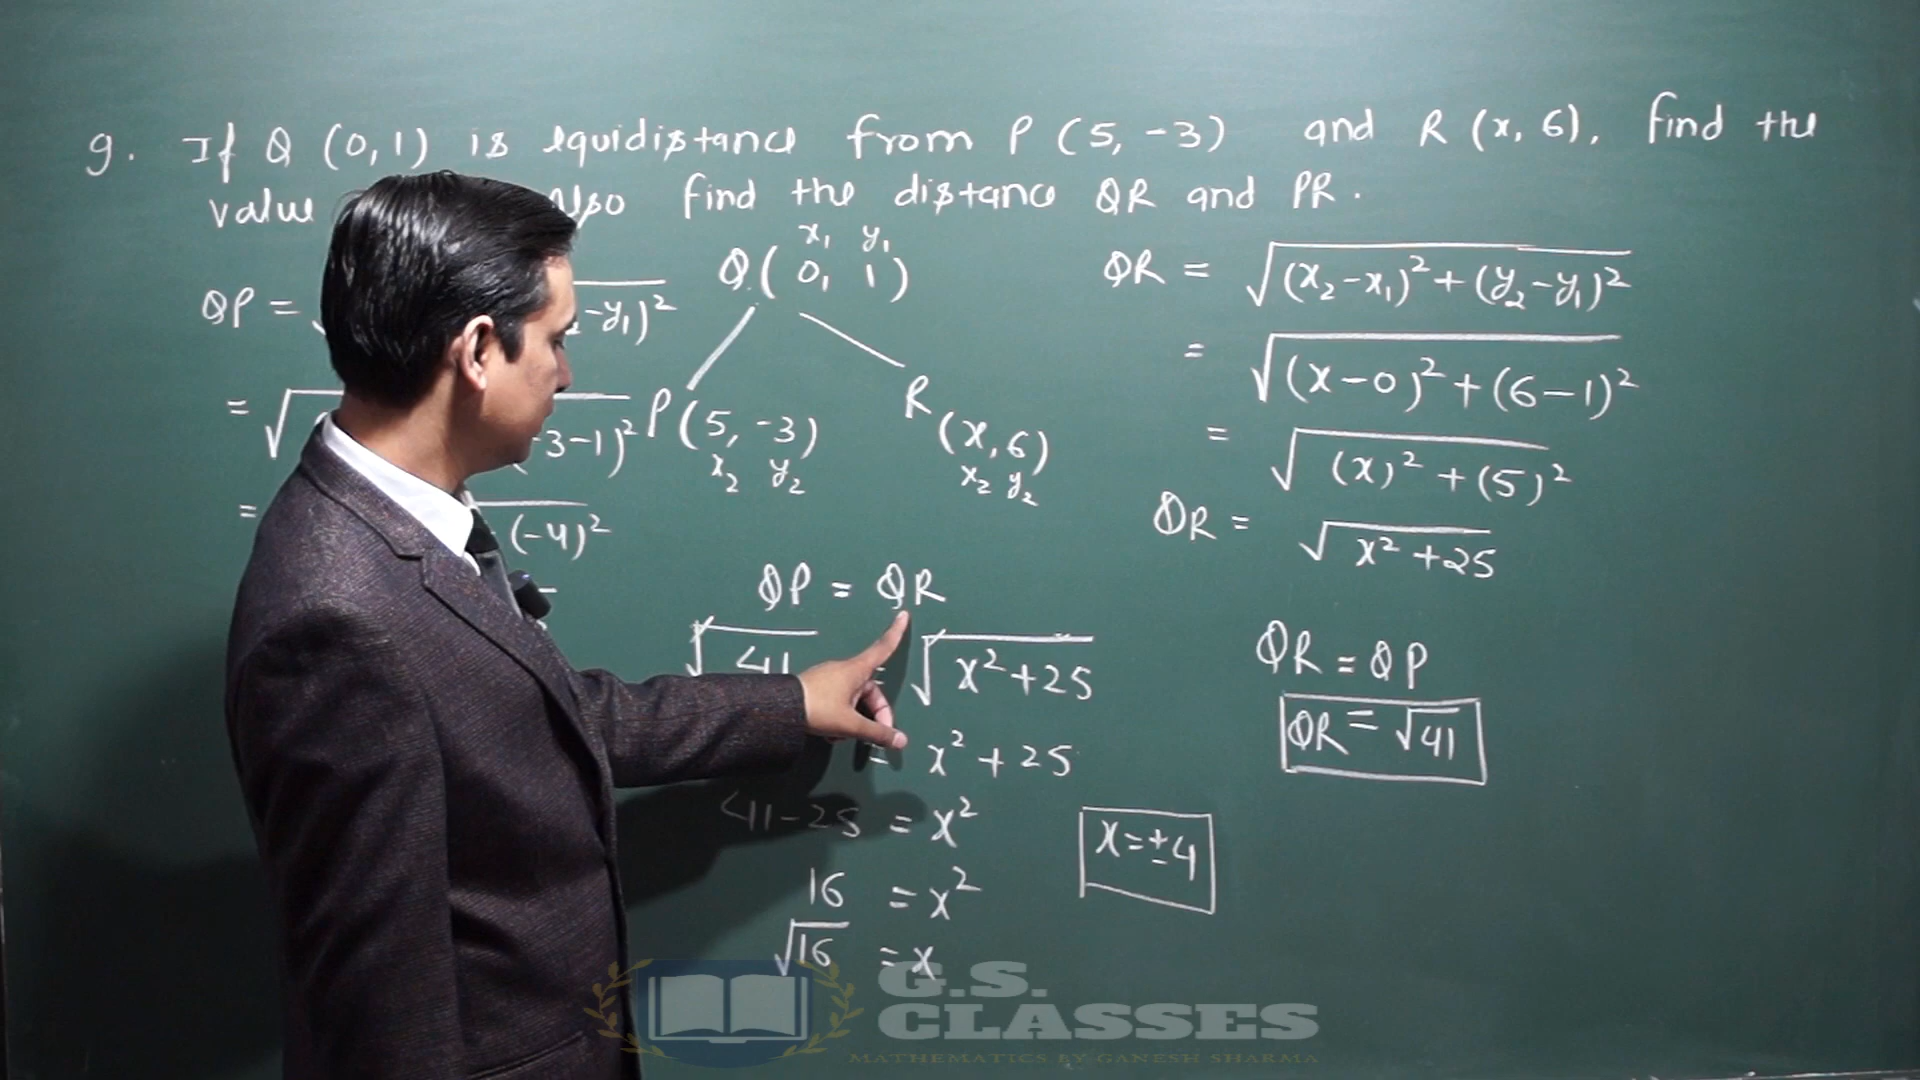 9. If Q (0,1) is equidistance from P (5, -3) and R (x, 6), find the
value Also find the distance QR and PR.
x₁ y₁
Q ( 0, 1 )
QP = -y₁)²
= √ -3-1)²
= (-4)²
P (5, -3)
x₂ y₂
R (x, 6)
x₂ y₂
QP = QR
√41 = √x²+25
= x² + 25
41-25 = x²
16 = x²
√16 = x
x = ±4
QR = √(x₂-x₁)² + (y₂-y₁)²
= √(x-0)² + (6-1)²
= √(x)² + (5)²
QR = √x² + 25
QR = QP
QR = √41
G.S.
CLASSES
MATHEMATICS BY GANESH SHARMA